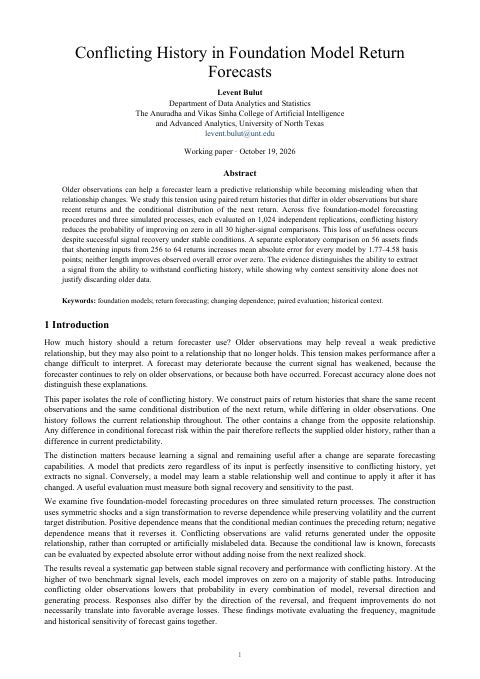 Conflicting History in Foundation Model Return
Forecasts
Levent Bulut
Department of Data Analytics and Statistics
The Anuradha and Vikas Sinha College of Artificial Intelligence
and Advanced Analytics, University of North Texas
levent.bulut@unt.edu
Working paper · October 19, 2026
Abstract
Older observations can help a forecaster learn a predictive relationship while becoming misleading when that
relationship changes. We study this tension using paired return histories that differ in older observations but share
recent returns and the conditional distribution of the next return. Across five foundation-model forecasting
procedures and three simulated processes, each evaluated on 1,024 independent replications, conflicting history
reduces the probability of improving on zero in all 30 higher-signal comparisons. This loss of usefulness occurs
despite successful signal recovery under stable conditions. A separate exploratory comparison on 56 assets finds
that shortening inputs from 256 to 64 returns increases mean absolute error for every model by 1.77–4.58 basis
points; neither length improves observed overall error over zero. The evidence distinguishes the ability to extract
a signal from the ability to withstand conflicting history, while showing why context sensitivity alone does not
justify discarding older data.
Keywords: foundation models; return forecasting; changing dependence; paired evaluation; historical context.
1 Introduction
How much history should a return forecaster use? Older observations may help reveal a weak predictive
relationship, but they may also point to a relationship that no longer holds. This tension makes performance after a
change difficult to interpret. A forecast may deteriorate because the current signal has weakened, because the
forecaster continues to rely on older observations, or because both have occurred. Forecast accuracy alone does not
distinguish these explanations.
This paper isolates the role of conflicting history. We construct pairs of return histories that share the same recent
observations and the same conditional distribution of the next return, while differing in older observations. One
history follows the current relationship throughout. The other contains a change from the opposite relationship.
Any difference in conditional forecast risk within the pair therefore reflects the supplied older history, rather than a
difference in current predictability.
The distinction matters because learning a signal and remaining useful after a change are separate forecasting
capabilities. A model that predicts zero regardless of its input is perfectly insensitive to conflicting history, yet
extracts no signal. Conversely, a model may learn a stable relationship well and continue to apply it after it has
changed. A useful evaluation must measure both signal recovery and sensitivity to the past.
We examine five foundation-model forecasting procedures on three simulated return processes. The construction
uses symmetric shocks and a sign transformation to reverse dependence while preserving volatility and the current
target distribution. Positive dependence means that the conditional median continues the preceding return; negative
dependence means that it reverses it. Conflicting observations are valid returns generated under the opposite
relationship, rather than corrupted or artificially mislabeled data. Because the conditional law is known, forecasts
can be evaluated by expected absolute error without adding noise from the next realized shock.
The results reveal a systematic gap between stable signal recovery and performance with conflicting history. At the
higher of two benchmark signal levels, each model improves on zero on a majority of stable paths. Introducing
conflicting older observations lowers that probability in every combination of model, reversal direction and
generating process. Responses also differ by the direction of the reversal, and frequent improvements do not
necessarily translate into favorable average losses. These findings motivate evaluating the frequency, magnitude
and historical sensitivity of forecast gains together.
1